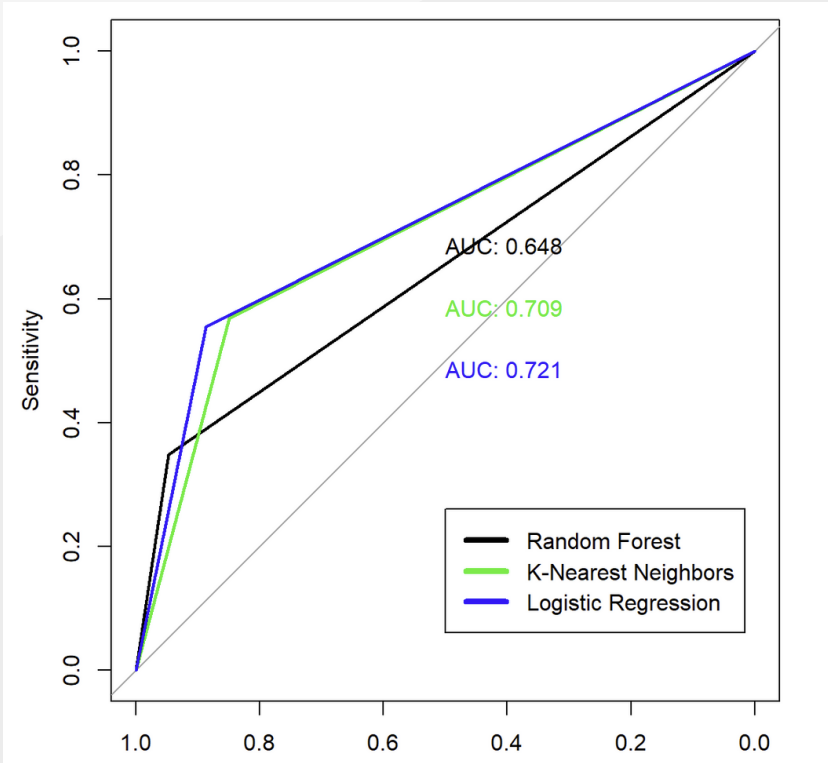 1.0
0.8
0.6
0.4
0.2
0.0
Sensitivity
AUC: 0.648
AUC: 0.709
AUC: 0.721
Random Forest
K-Nearest Neighbors
Logistic Regression
1.0 0.8 0.6 0.4 0.2 0.0